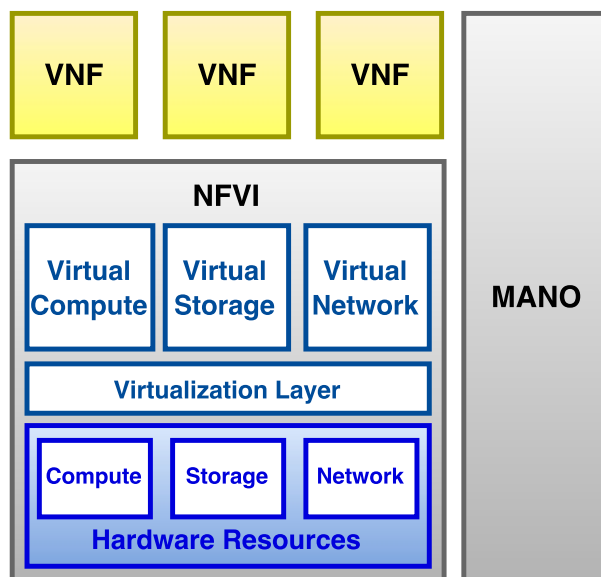 VNF VNF VNF
NFVI
MANO
Virtual Compute
Virtual Storage
Virtual Network
Virtualization Layer
Compute Storage Network
Hardware Resources